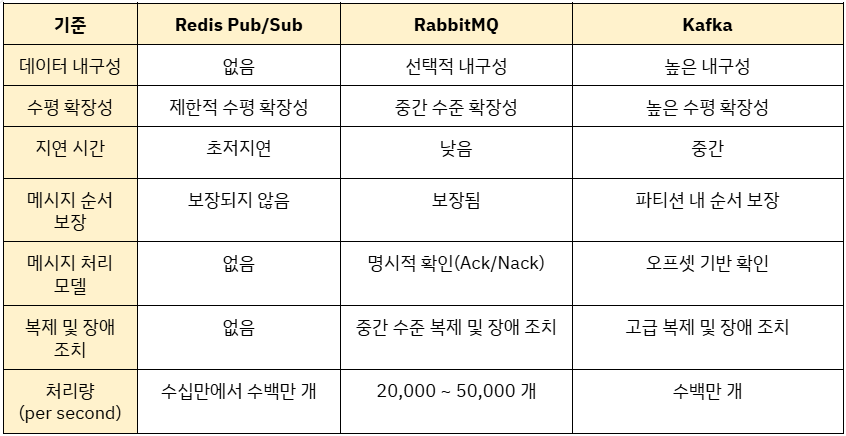 기준 Redis Pub/Sub RabbitMQ Kafka
데이터 내구성 없음 선택적 내구성 높은 내구성
수평 확장성 제한적 수평 확장성 중간 수준 확장성 높은 수평 확장성
지연 시간 초저지연 낮음 중간
메시지 순서
보장 보장되지 않음 보장됨 파티션 내 순서 보장
메시지 처리
모델 없음 명시적 확인(Ack/Nack) 오프셋 기반 확인
복제 및 장애
조치 없음 중간 수준 복제 및 장애 조치 고급 복제 및 장애 조치
처리량
(per second) 수십만에서 수백만 개 20,000 ~ 50,000 개 수백만 개